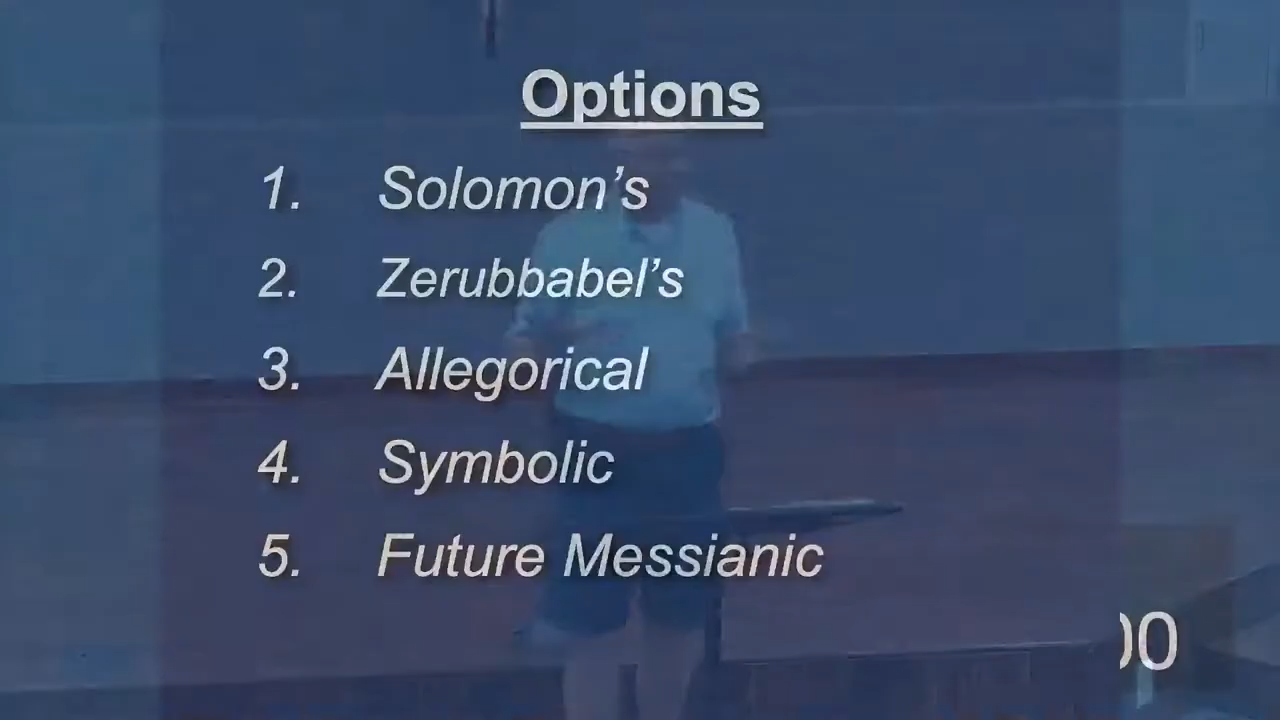 Options
1. Solomon’s
2. Zerubbabel’s
3. Allegorical
4. Symbolic
5. Future Messianic